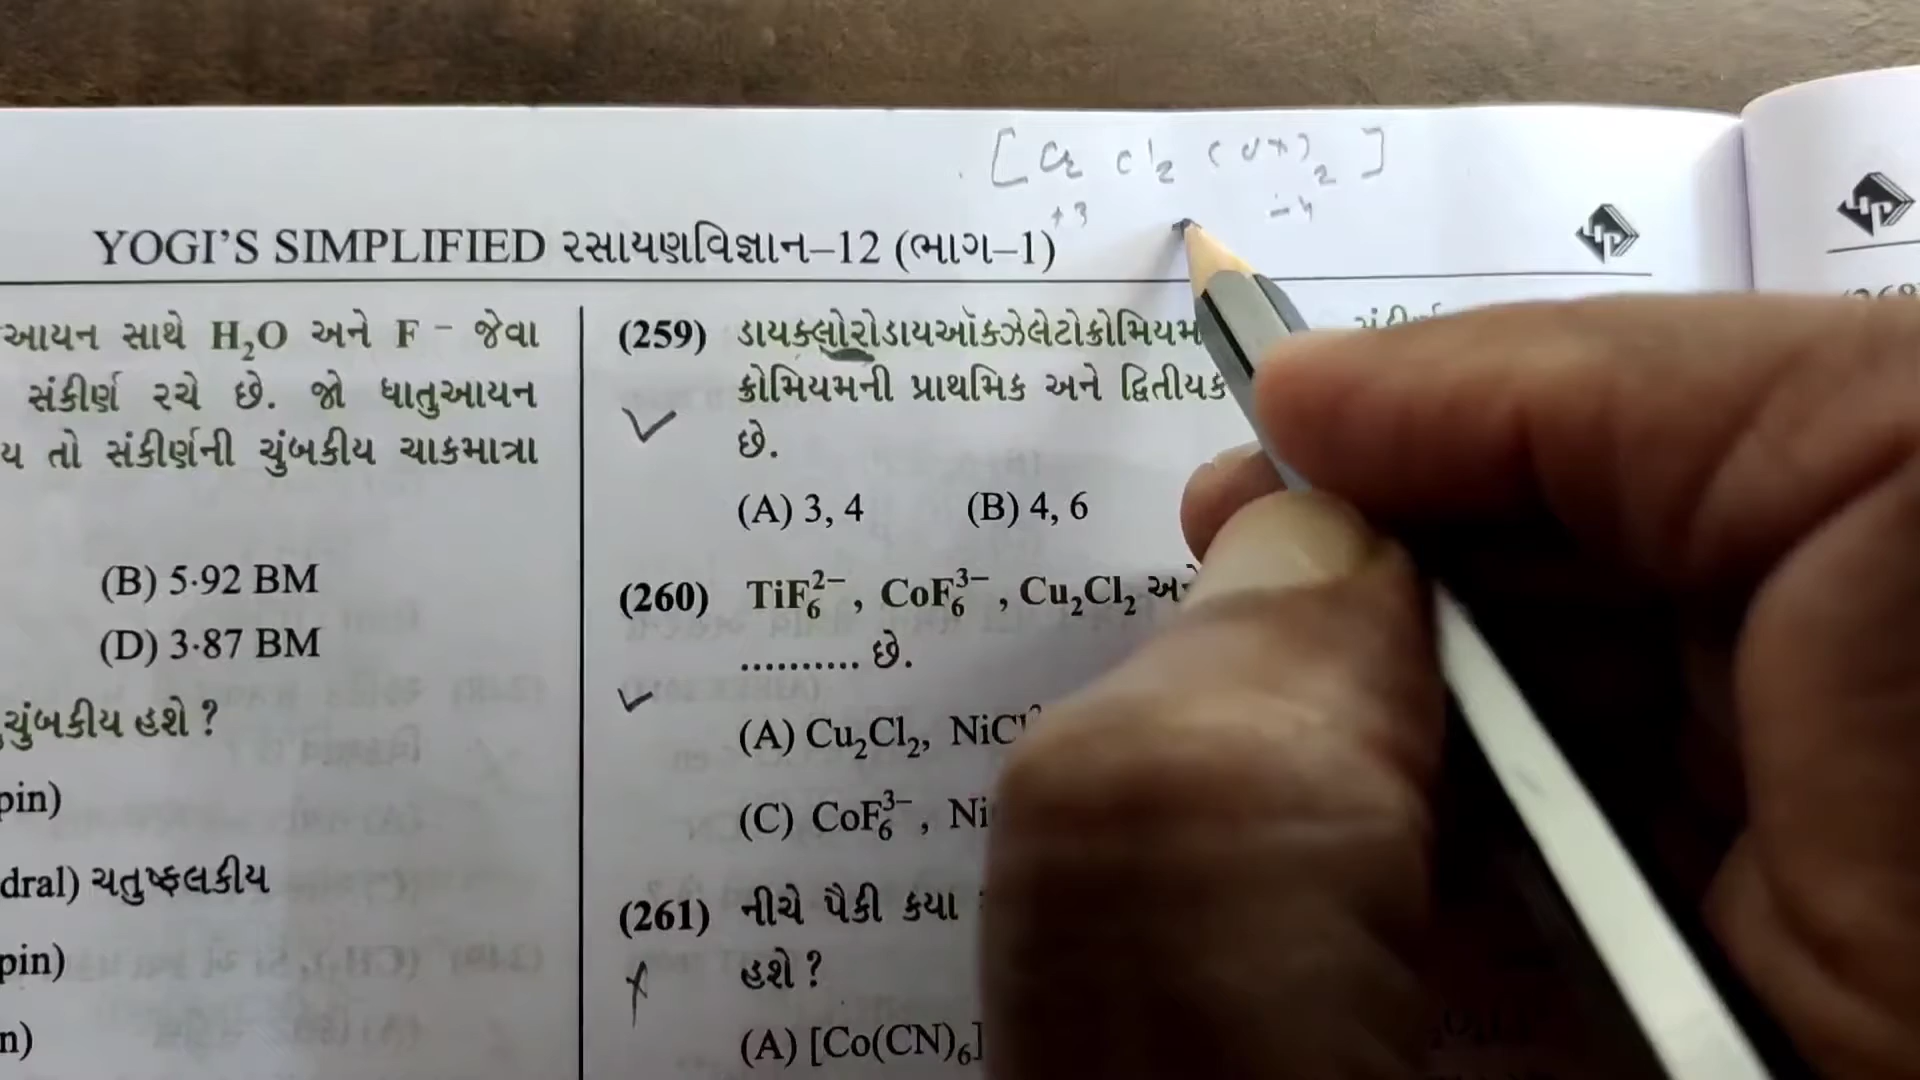 [Cr Cl2 (ox)2]
+3 -4
YOGI'S SIMPLIFIED રસાયણવિજ્ઞાન–12 (ભાગ–1)
આયન સાથે H₂O અને F⁻ જેવા
સંકીર્ણ રચે છે. જો ધાતુઆયન
ય તો સંકીર્ણની ચુંબકીય ચાકમાત્રા
(B) 5·92 BM
(D) 3·87 BM
ચુંબકીય હશે ?
pin)
dral) ચતુષ્ફલકીય
pin)
n)
(259) ડાયક્લોરોડાયઑક્ઝેલેટોક્રોમિયમ
ક્રોમિયમની પ્રાથમિક અને દ્વિતીયક
છે.
(A) 3, 4 (B) 4, 6
(260) TiF₆²⁻, CoF₆³⁻, Cu₂Cl₂ અને
.......... છે.
(A) Cu₂Cl₂, NiCl
(C) CoF₆³⁻, Ni
(261) નીચે પૈકી કયા
હશે ?
(A) [Co(CN)₆]
સંકીર્ણ